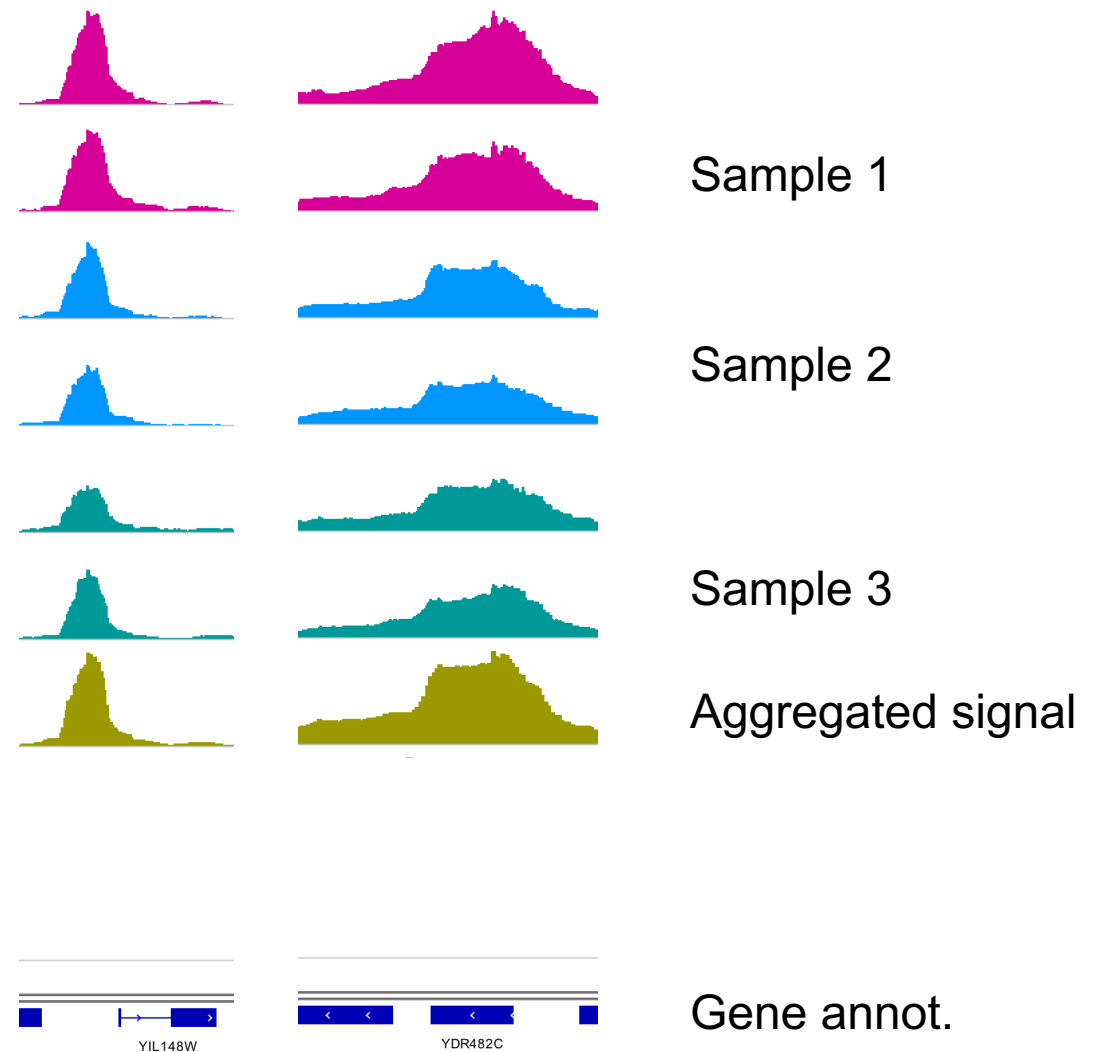 Sample 1
Sample 2
Sample 3
Aggregated signal
Gene annot.
YIL148W
YDR482C